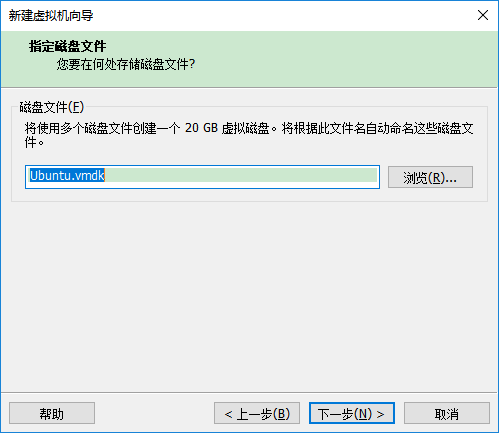 新建虚拟机向导
指定磁盘文件
您要在何处存储磁盘文件?
磁盘文件(F)
将使用多个磁盘文件创建一个 20 GB 虚拟磁盘。将根据此文件名自动命名这些磁盘文
件。
Ubuntu.vmdk
浏览(R)...
帮助
< 上一步(B)
下一步(N) >
取消